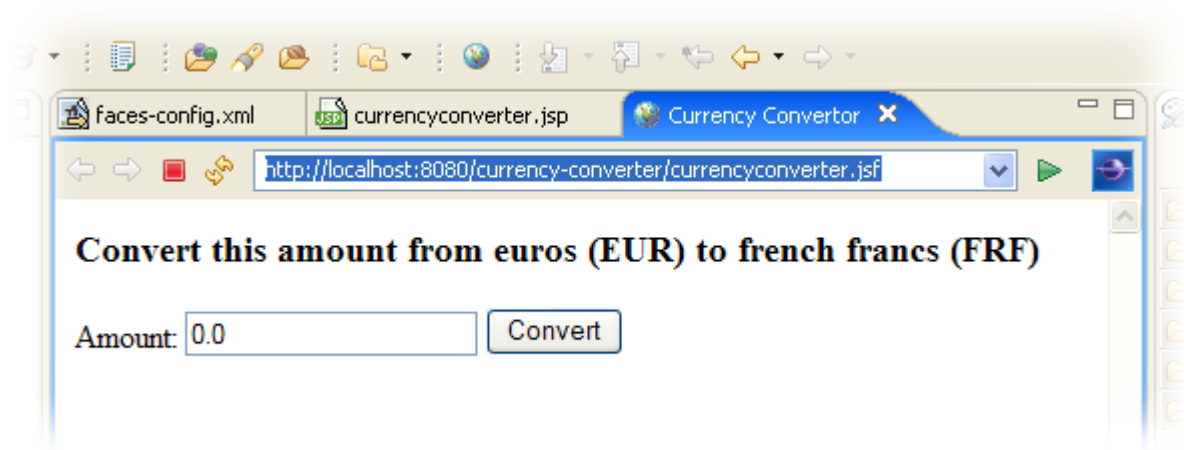 faces-config.xml currencyconverter.jsp Currency Convertor
http://localhost:8080/currency-converter/currencyconverter.jsf
Convert this amount from euros (EUR) to french francs (FRF)
Amount: 0.0 Convert